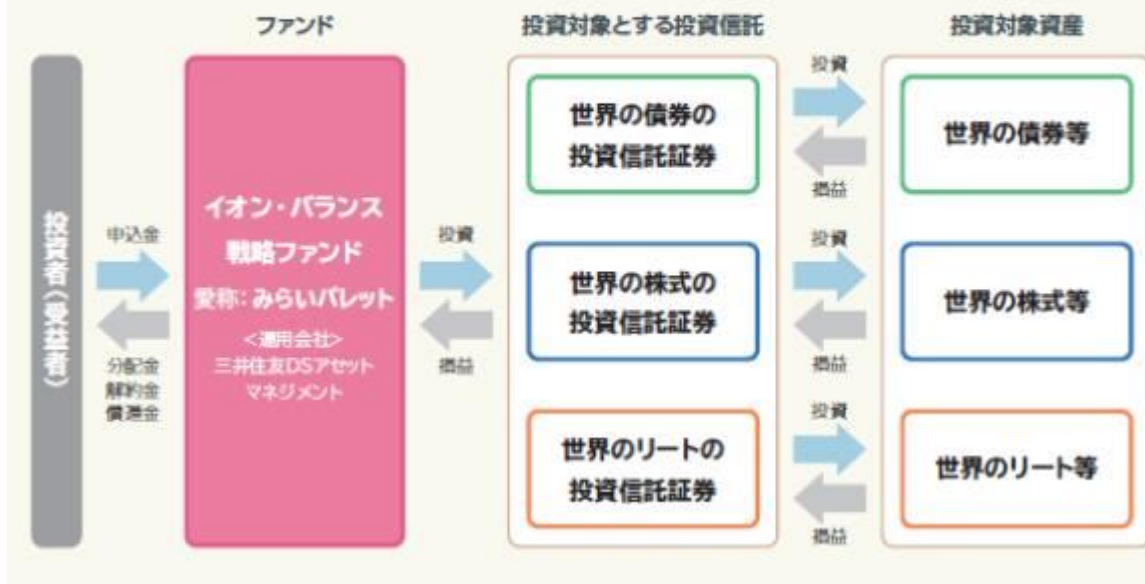 ファンド
投資対象とする投資信託
投資対象資産
投資者(受益者)
申込金
分配金
解約金
償還金
イオン・バランス
戦略ファンド
愛称：みらいパレット
<運用会社>
三井住友DSアセット
マネジメント
投資
損益
世界の債券の
投資信託証券
世界の株式の
投資信託証券
世界のリートの
投資信託証券
投資
損益
投資
損益
投資
損益
世界の債券等
世界の株式等
世界のリート等